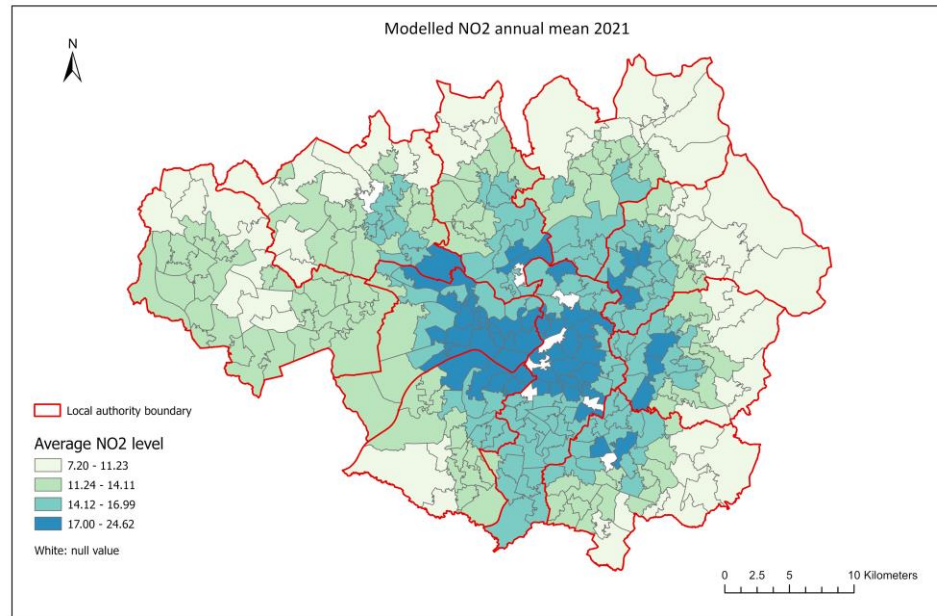 Modelled NO2 annual mean 2021
N
Local authority boundary
Average NO2 level
7.20 - 11.23
11.24 - 14.11
14.12 - 16.99
17.00 - 24.62
White: null value
0 2.5 5 10 Kilometers